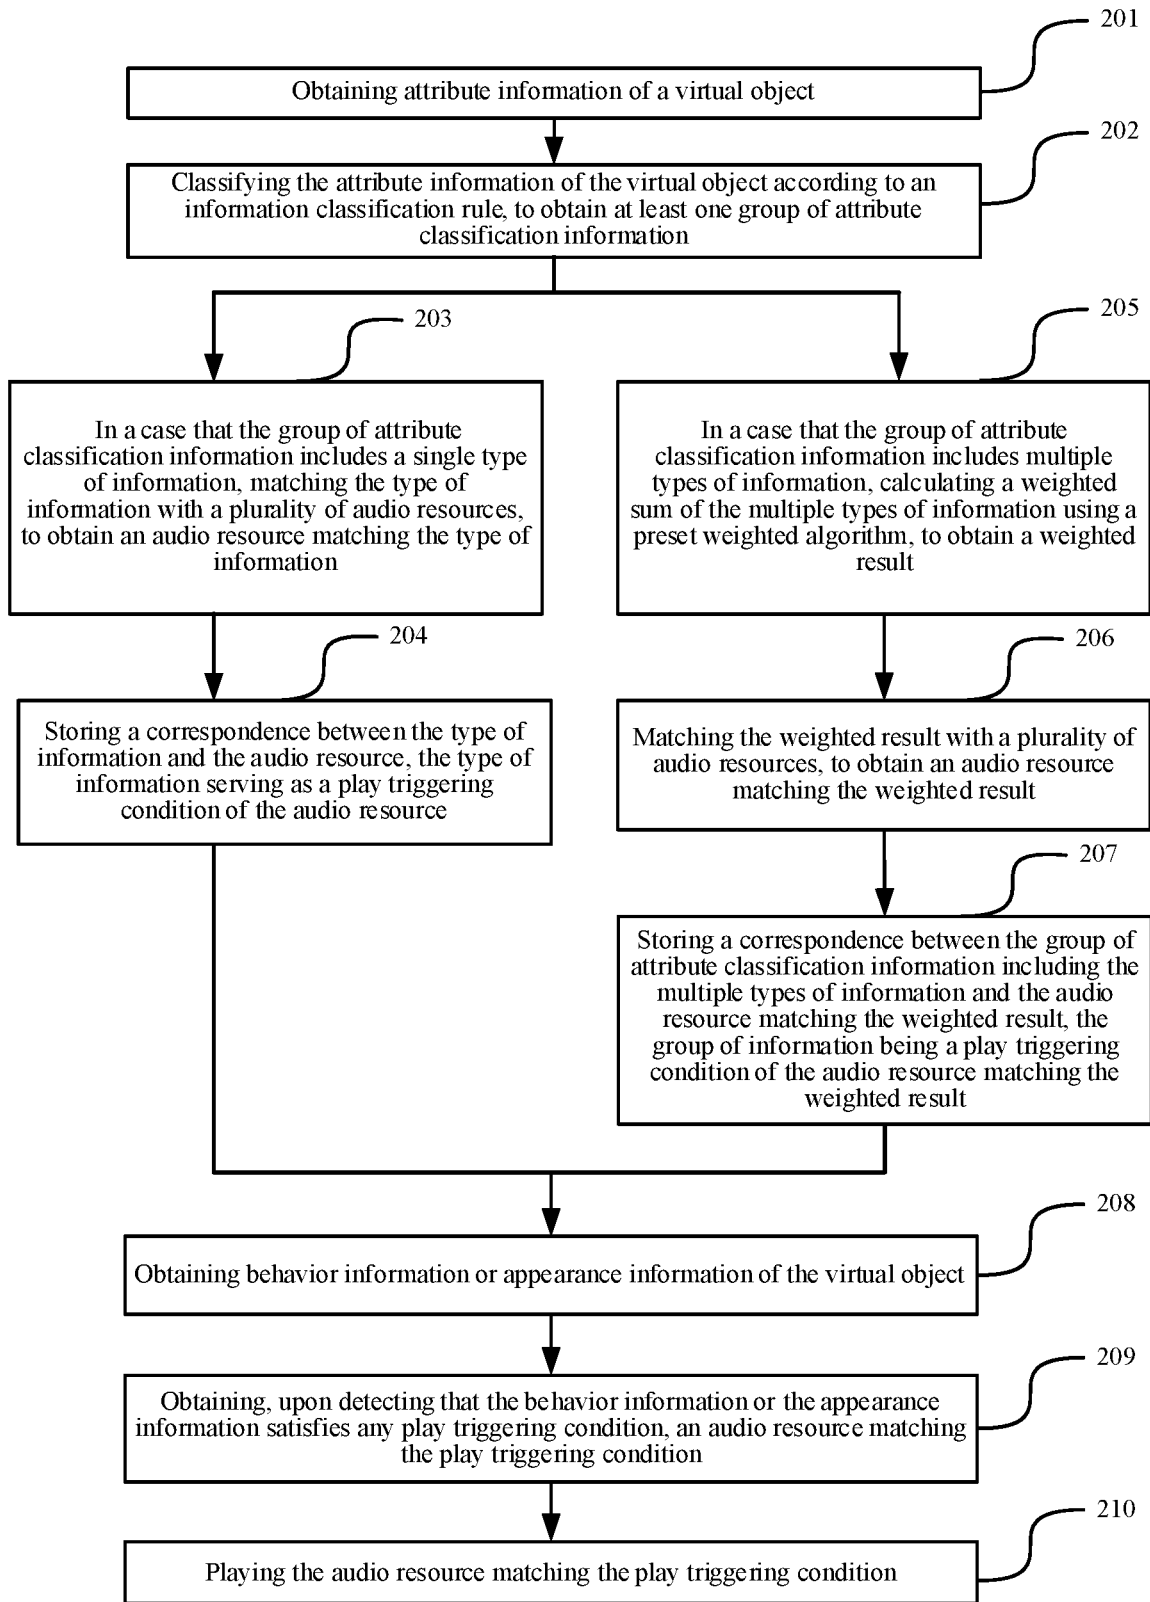 201
Obtaining attribute information of a virtual object
202
Classifying the attribute information of the virtual object according to an
information classification rule, to obtain at least one group of attribute
classification information
203
In a case that the group of attribute
classification information includes a single type
of information, matching the type of
information with a plurality of audio resources,
to obtain an audio resource matching the type of
information
204
Storing a correspondence between the type of
information and the audio resource, the type of
information serving as a play triggering
condition of the audio resource
205
In a case that the group of attribute
classification information includes multiple
types of information, calculating a weighted
sum of the multiple types of information using a
preset weighted algorithm, to obtain a weighted
result
206
Matching the weighted result with a plurality of
audio resources, to obtain an audio resource
matching the weighted result
207
Storing a correspondence between the group of
attribute classification information including the
multiple types of information and the audio
resource matching the weighted result, the
group of information being a play triggering
condition of the audio resource matching the
weighted result
208
Obtaining behavior information or appearance information of the virtual object
209
Obtaining, upon detecting that the behavior information or the appearance
information satisfies any play triggering condition, an audio resource matching
the play triggering condition
210
Playing the audio resource matching the play triggering condition